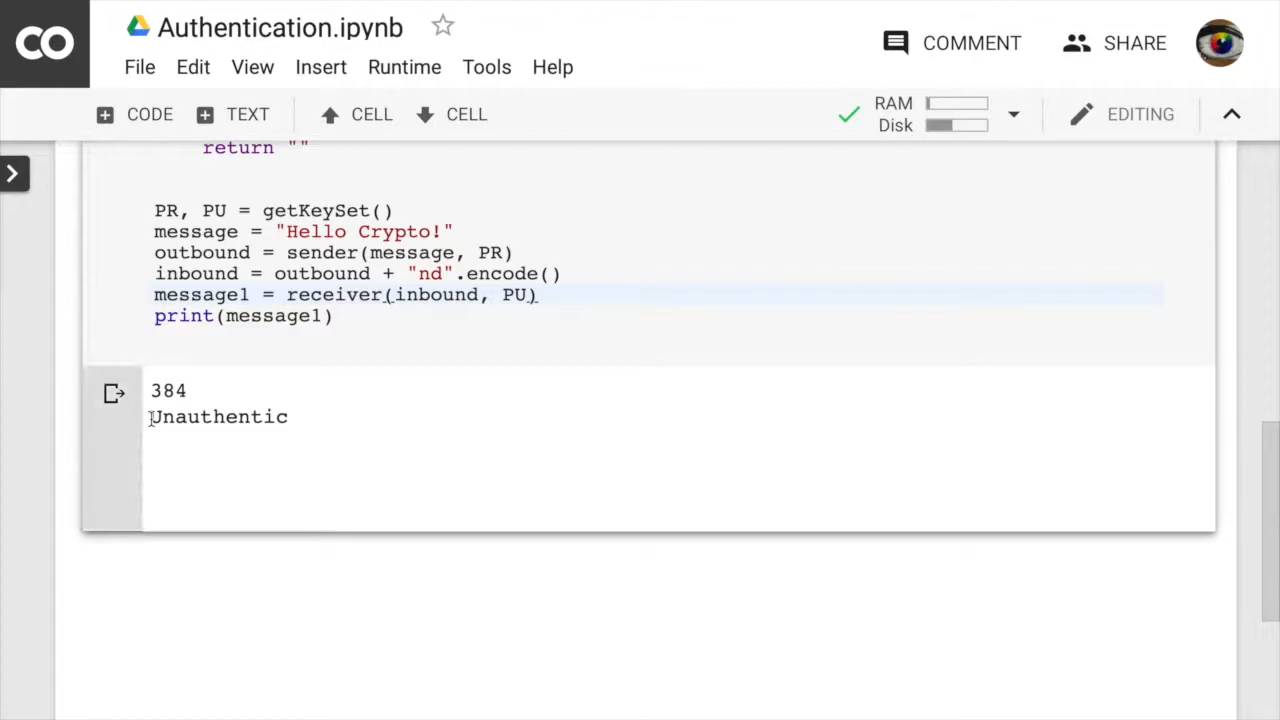 CO
Authentication.ipynb
COMMENT
SHARE
File Edit View Insert Runtime Tools Help
CODE TEXT CELL CELL
RAM
Disk
EDITING
return ""
PR, PU = getKeySet()
message = "Hello Crypto!"
outbound = sender(message, PR)
inbound = outbound + "nd".encode()
message1 = receiver(inbound, PU)
print(message1)
384
Unauthentic